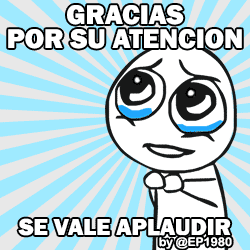 GRACIAS
POR SU ATENCION
SE VALE APLAUDIR
by @EP1980